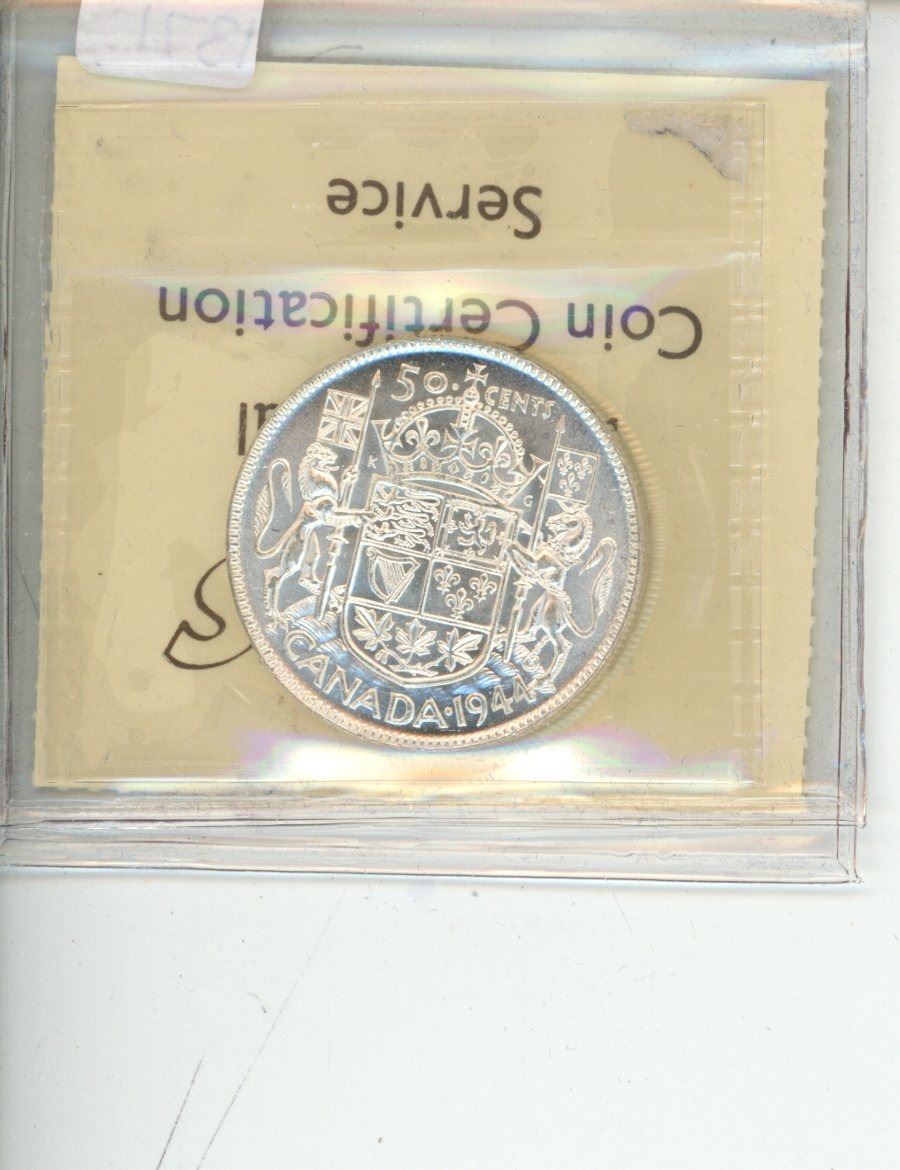 Service
Coin Certification
50. CENTS
K G
CANADA·1944